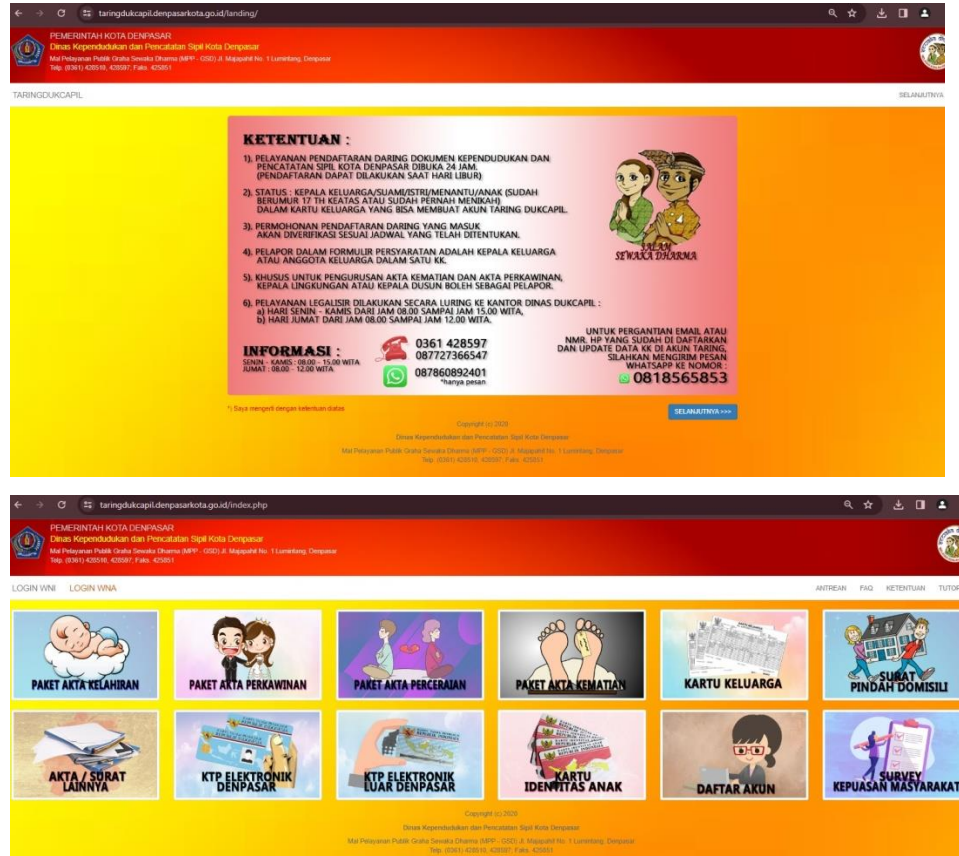 taringdukcapil.denpasarkota.go.id/landing/
PEMERINTAH KOTA DENPASAR
Dinas Kependudukan dan Pencatatan Sipil Kota Denpasar
Mal Pelayanan Publik Graha Sewaka Dharma (MPP - GSD) Jl. Majapahit No. 1 Lumintang, Denpasar
Telp. (0361) 428510, 428597; Faks. 425851
TARINGDUKCAPIL
SELANJUTNYA
KETENTUAN :
1). PELAYANAN PENDAFTARAN DARING DOKUMEN KEPENDUDUKAN DAN
PENCATATAN SIPIL KOTA DENPASAR DIBUKA 24 JAM.
(PENDAFTARAN DAPAT DILAKUKAN SAAT HARI LIBUR)
2). STATUS : KEPALA KELUARGA/SUAMI/ISTRI/MENANTU/ANAK (SUDAH
BERUMUR 17 TH KEATAS ATAU SUDAH PERNAH MENIKAH)
DALAM KARTU KELUARGA YANG BISA MEMBUAT AKUN TARING DUKCAPIL.
3). PERMOHONAN PENDAFTARAN DARING YANG MASUK
AKAN DIVERIFIKASI SESUAI JADWAL YANG TELAH DITENTUKAN.
4). PELAPOR DALAM FORMULIR PERSYARATAN ADALAH KEPALA KELUARGA
ATAU ANGGOTA KELUARGA DALAM SATU KK.
5). KHUSUS UNTUK PENGURUSAN AKTA KEMATIAN DAN AKTA PERKAWINAN,
KEPALA LINGKUNGAN ATAU KEPALA DUSUN BOLEH SEBAGAI PELAPOR.
6). PELAYANAN LEGALISIR DILAKUKAN SECARA LURING KE KANTOR DINAS DUKCAPIL :
a) HARI SENIN - KAMIS DARI JAM 08.00 SAMPAI JAM 15.00 WITA,
b) HARI JUMAT DARI JAM 08.00 SAMPAI JAM 12.00 WITA.
SALAM
SEWAKA DHARMA
INFORMASI :
SENIN - KAMIS : 08.00 - 15.00 WITA
JUMAT : 08.00 - 12.00 WITA
0361 428597
087727366547
087860892401
*hanya pesan
UNTUK PERGANTIAN EMAIL ATAU
NMR. HP YANG SUDAH DI DAFTARKAN
DAN UPDATE DATA KK DI AKUN TARING,
SILAHKAN MENGIRIM PESAN
WHATSAPP KE NOMOR :
0818565853
*) Saya mengerti dengan ketentuan diatas
SELANJUTNYA >>>
Copyright (c) 2020
Dinas Kependudukan dan Pencatatan Sipil Kota Denpasar
Mal Pelayanan Publik Graha Sewaka Dharma (MPP - GSD) Jl. Majapahit No. 1 Lumintang, Denpasar
Telp. (0361) 428510, 428597; Faks. 425851
taringdukcapil.denpasarkota.go.id/index.php
PEMERINTAH KOTA DENPASAR
Dinas Kependudukan dan Pencatatan Sipil Kota Denpasar
Mal Pelayanan Publik Graha Sewaka Dharma (MPP - GSD) Jl. Majapahit No. 1 Lumintang, Denpasar
Telp. (0361) 428510, 428597; Faks. 425851
LOGIN WNI LOGIN WNA
ANTREAN FAQ KETENTUAN TUTOR
PAKET AKTA KELAHIRAN
PAKET AKTA PERKAWINAN
PAKET AKTA PERCERAIAN
PAKET AKTA KEMATIAN
KARTU KELUARGA
SURAT
PINDAH DOMISILI
AKTA / SURAT
LAINNYA
KTP ELEKTRONIK
DENPASAR
KTP ELEKTRONIK
LUAR DENPASAR
KARTU
IDENTITAS ANAK
DAFTAR AKUN
SURVEY
KEPUASAN MASYARAKAT
Copyright (c) 2020
Dinas Kependudukan dan Pencatatan Sipil Kota Denpasar
Mal Pelayanan Publik Graha Sewaka Dharma (MPP - GSD) Jl. Majapahit No. 1 Lumintang, Denpasar
Telp. (0361) 428510, 428597; Faks. 425851